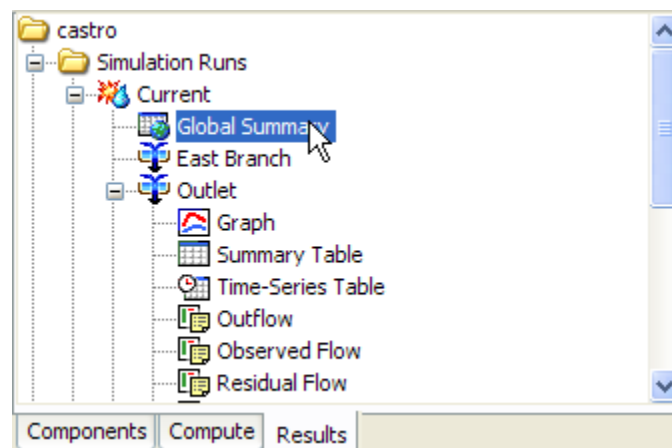 castro
Simulation Runs
Current
Global Summary
East Branch
Outlet
Graph
Summary Table
Time-Series Table
Outflow
Observed Flow
Residual Flow
Components Compute Results